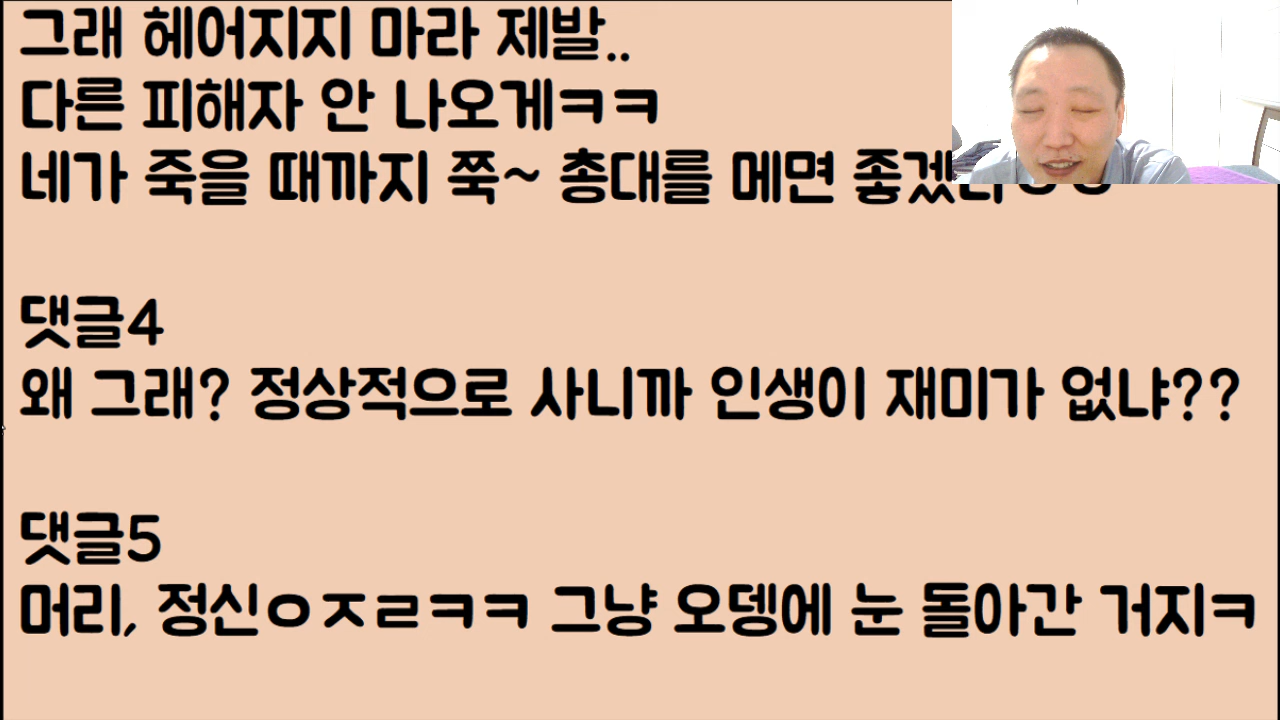 그래 헤어지지 마라 제발..
다른 피해자 안 나오게ㅋㅋ
네가 죽을 때까지 쭉~ 총대를 메면 좋겠
댓글4
왜 그래? 정상적으로 사니까 인생이 재미가 없냐??
댓글5
머리, 정신ㅇㅈㄹㅋㅋ 그냥 오뎅에 눈 돌아간 거지ㅋ